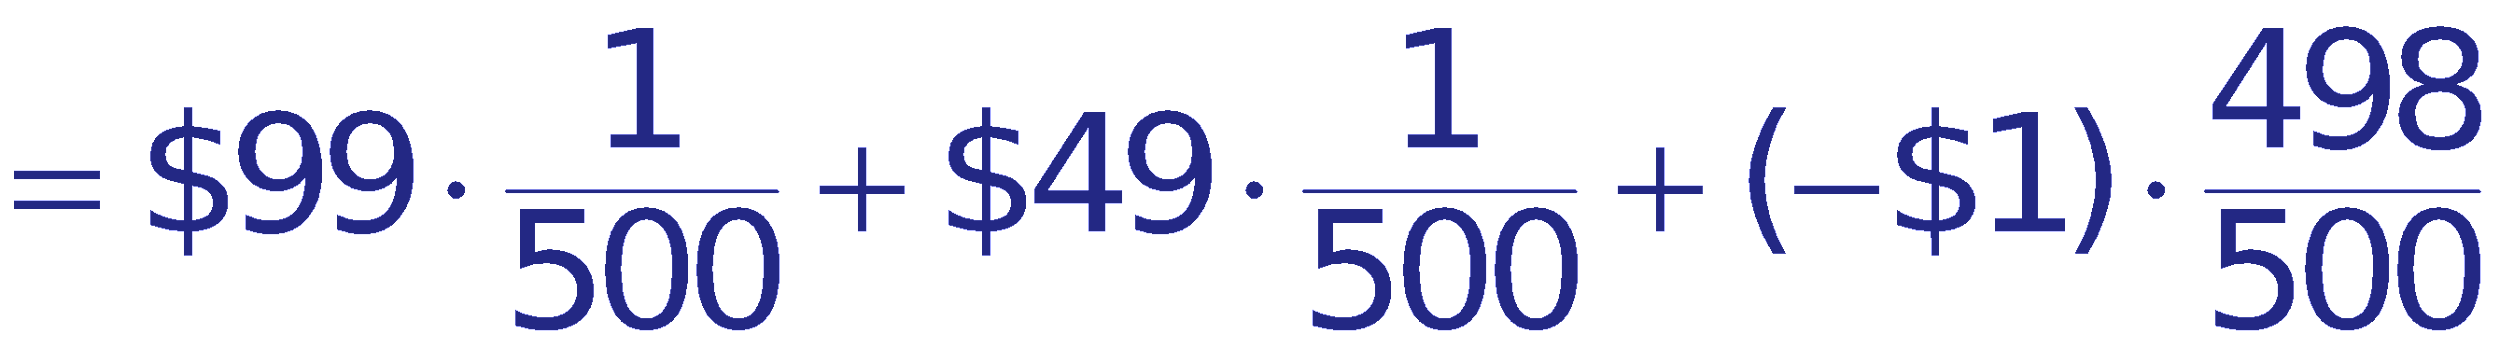 = $99 · 1/500 + $49 · 1/500 + (−$1) · 498/500